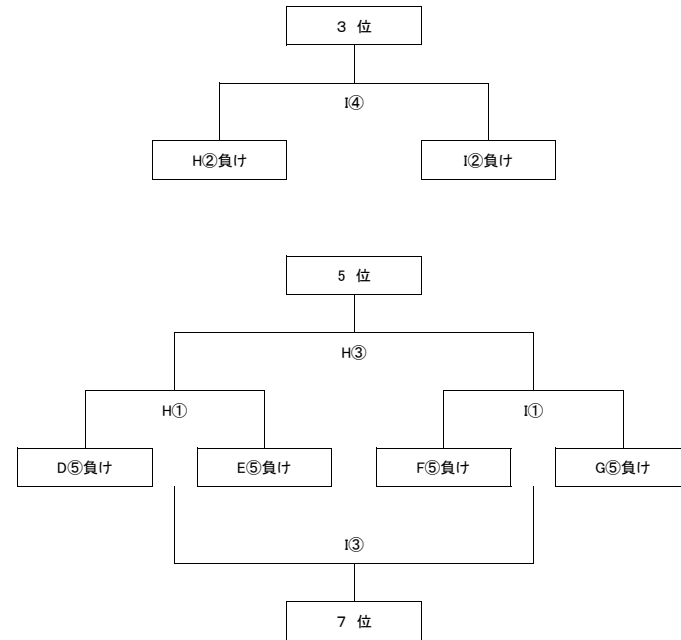 ３ 位
I④
H②負け
I②負け
５ 位
H③
H①
I①
D⑤負け
E⑤負け
F⑤負け
G⑤負け
I③
７ 位